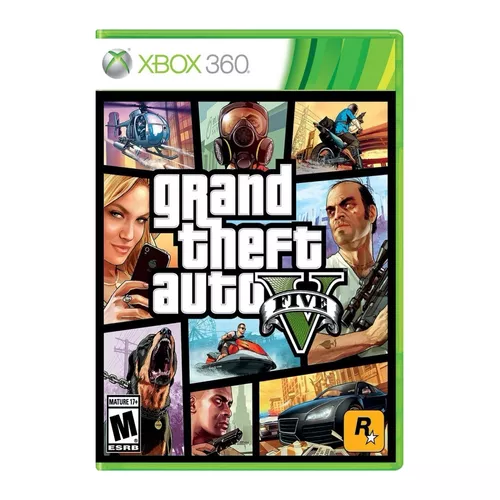 XBOX 360
grand
theft
auto
V
FIVE
MATURE 17+
M
ESRB
R